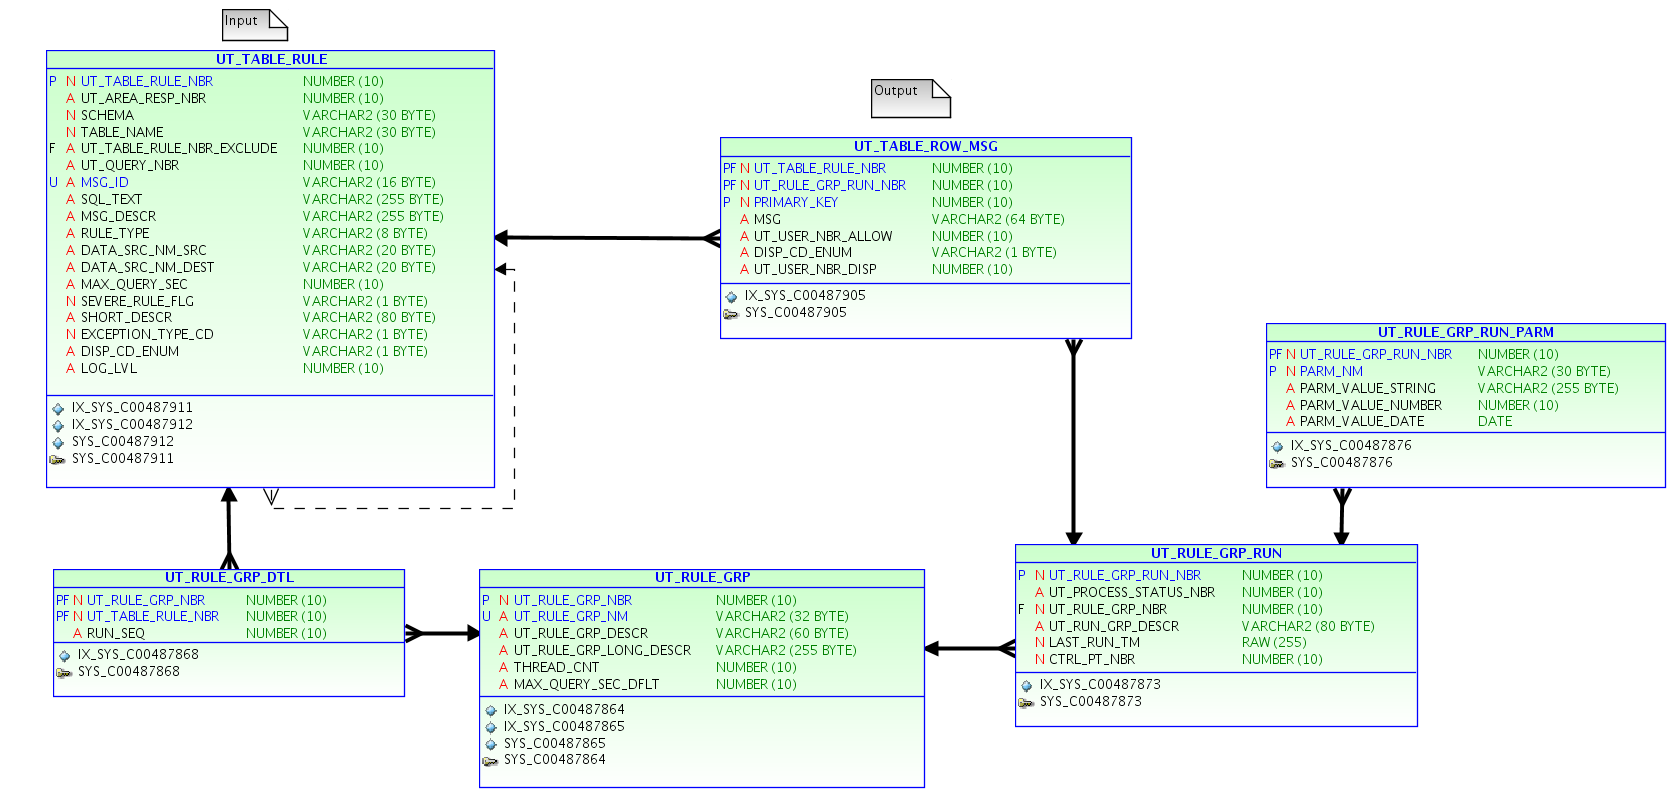 Input
UT_TABLE_RULE
P N UT_TABLE_RULE_NBR NUMBER (10)
A UT_AREA_RESP_NBR NUMBER (10)
N SCHEMA VARCHAR2 (30 BYTE)
N TABLE_NAME VARCHAR2 (30 BYTE)
F A UT_TABLE_RULE_NBR_EXCLUDE NUMBER (10)
A UT_QUERY_NBR NUMBER (10)
U A MSG_ID VARCHAR2 (16 BYTE)
A SQL_TEXT VARCHAR2 (255 BYTE)
A MSG_DESCR VARCHAR2 (255 BYTE)
A RULE_TYPE VARCHAR2 (8 BYTE)
A DATA_SRC_NM_SRC VARCHAR2 (20 BYTE)
A DATA_SRC_NM_DEST VARCHAR2 (20 BYTE)
A MAX_QUERY_SEC NUMBER (10)
N SEVERE_RULE_FLG VARCHAR2 (1 BYTE)
A SHORT_DESCR VARCHAR2 (80 BYTE)
N EXCEPTION_TYPE_CD VARCHAR2 (1 BYTE)
A DISP_CD_ENUM VARCHAR2 (1 BYTE)
A LOG_LVL NUMBER (10)
IX_SYS_C00487911
IX_SYS_C00487912
SYS_C00487912
SYS_C00487911
Output
UT_TABLE_ROW_MSG
PF N UT_TABLE_RULE_NBR NUMBER (10)
PF N UT_RULE_GRP_RUN_NBR NUMBER (10)
P N PRIMARY_KEY NUMBER (10)
A MSG VARCHAR2 (64 BYTE)
A UT_USER_NBR_ALLOW NUMBER (10)
A DISP_CD_ENUM VARCHAR2 (1 BYTE)
A UT_USER_NBR_DISP NUMBER (10)
IX_SYS_C00487905
SYS_C00487905
UT_RULE_GRP_RUN_PARM
PF N UT_RULE_GRP_RUN_NBR NUMBER (10)
P N PARM_NM VARCHAR2 (30 BYTE)
A PARM_VALUE_STRING VARCHAR2 (255 BYTE)
A PARM_VALUE_NUMBER NUMBER (10)
A PARM_VALUE_DATE DATE
IX_SYS_C00487876
SYS_C00487876
UT_RULE_GRP_DTL
PF N UT_RULE_GRP_NBR NUMBER (10)
PF N UT_TABLE_RULE_NBR NUMBER (10)
A RUN_SEQ NUMBER (10)
IX_SYS_C00487868
SYS_C00487868
UT_RULE_GRP
P N UT_RULE_GRP_NBR NUMBER (10)
U A UT_RULE_GRP_NM VARCHAR2 (32 BYTE)
A UT_RULE_GRP_DESCR VARCHAR2 (60 BYTE)
A UT_RULE_GRP_LONG_DESCR VARCHAR2 (255 BYTE)
A THREAD_CNT NUMBER (10)
A MAX_QUERY_SEC_DFLT NUMBER (10)
IX_SYS_C00487864
IX_SYS_C00487865
SYS_C00487865
SYS_C00487864
UT_RULE_GRP_RUN
P N UT_RULE_GRP_RUN_NBR NUMBER (10)
A UT_PROCESS_STATUS_NBR NUMBER (10)
F N UT_RULE_GRP_NBR NUMBER (10)
A UT_RUN_GRP_DESCR VARCHAR2 (80 BYTE)
N LAST_RUN_TM RAW (255)
N CTRL_PT_NBR NUMBER (10)
IX_SYS_C00487873
SYS_C00487873